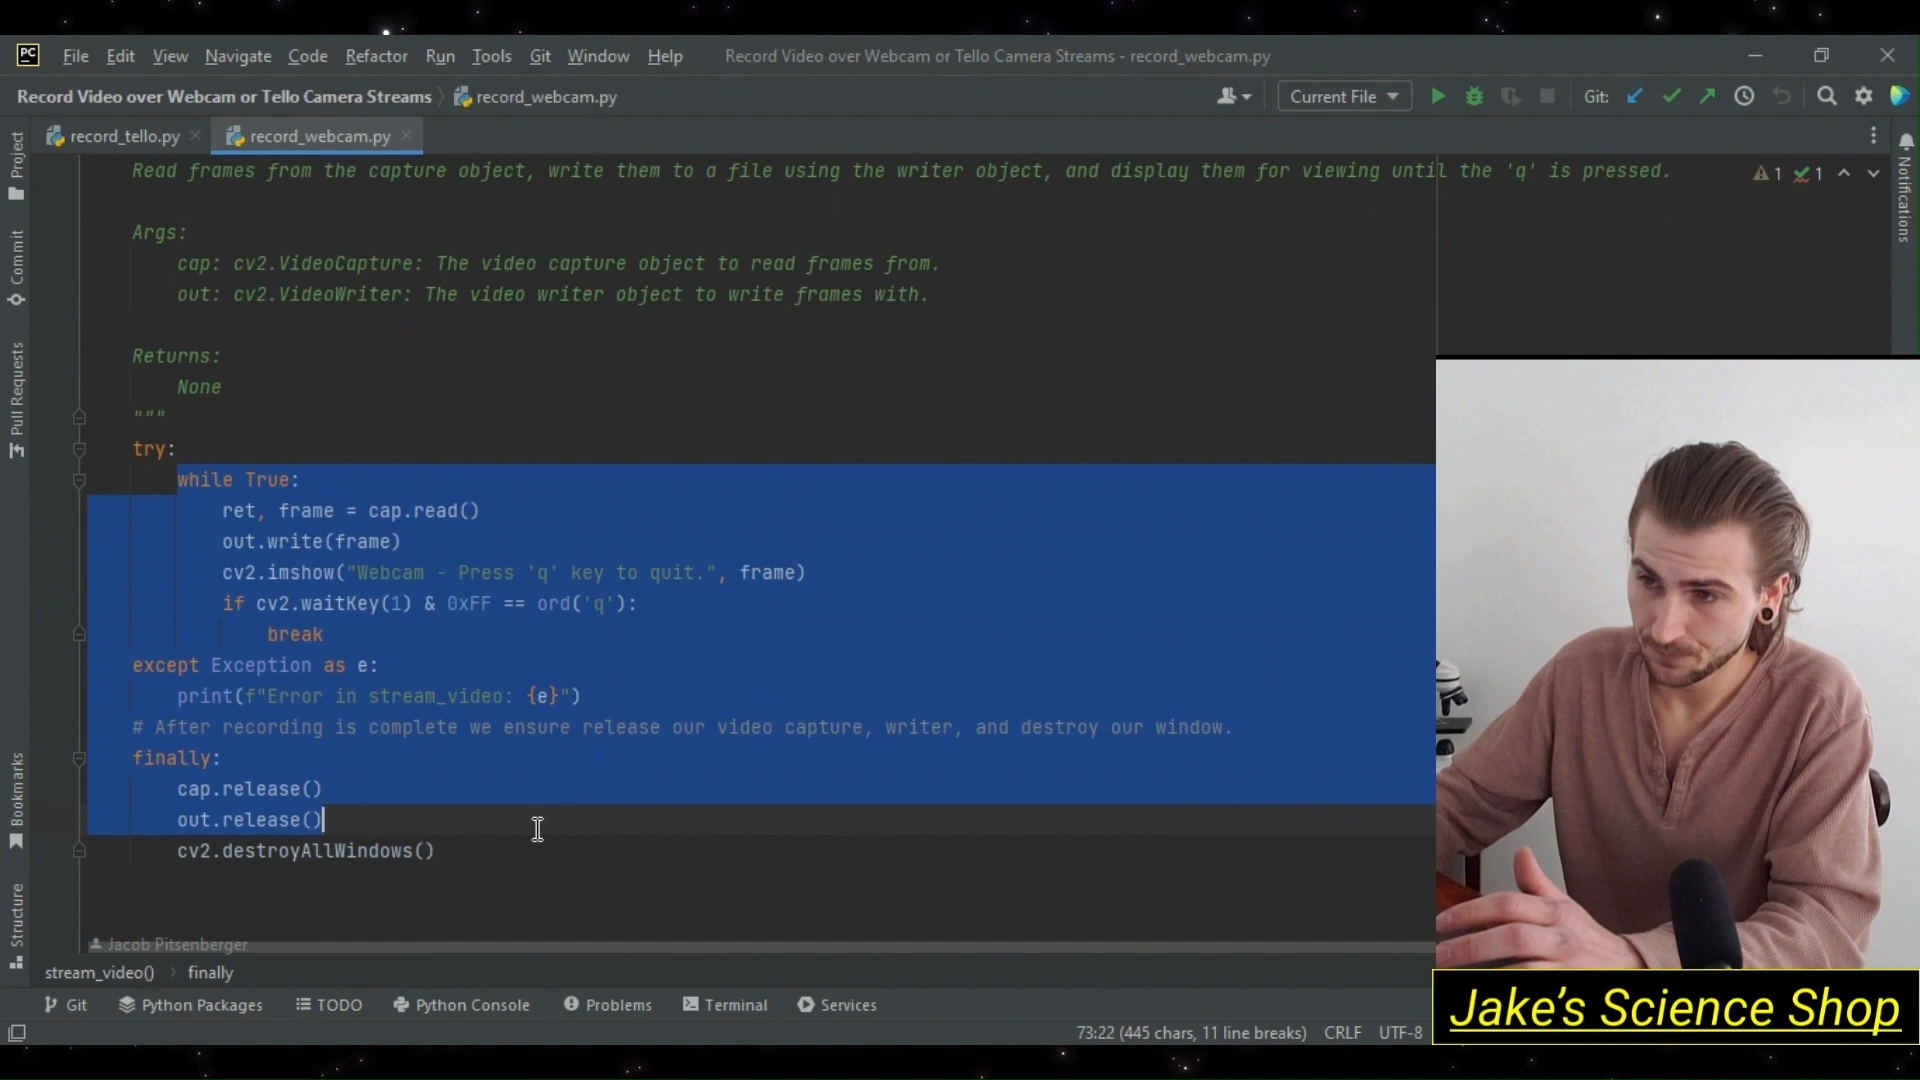 PC File Edit View Navigate Code Refactor Run Tools Git Window Help Record Video over Webcam or Tello Camera Streams - record_webcam.py
Record Video over Webcam or Tello Camera Streams record_webcam.py Current File Git:
record_tello.py record_webcam.py
Project
Commit
Pull Requests
Bookmarks
Structure
Notifications
Read frames from the capture object, write them to a file using the writer object, and display them for viewing until the 'q' is pressed.
1 1
Args:
cap: cv2.VideoCapture: The video capture object to read frames from.
out: cv2.VideoWriter: The video writer object to write frames with.
Returns:
None
"""
try:
while True:
ret, frame = cap.read()
out.write(frame)
cv2.imshow("Webcam - Press 'q' key to quit.", frame)
if cv2.waitKey(1) & 0xFF == ord('q'):
break
except Exception as e:
print(f"Error in stream_video: {e}")
# After recording is complete we ensure release our video capture, writer, and destroy our window.
finally:
cap.release()
out.release()
cv2.destroyAllWindows()
Jacob Pitsenberger
stream_video() finally
Git Python Packages TODO Python Console Problems Terminal Services
73:22 (445 chars, 11 line breaks) CRLF UTF-8
Jake's Science Shop